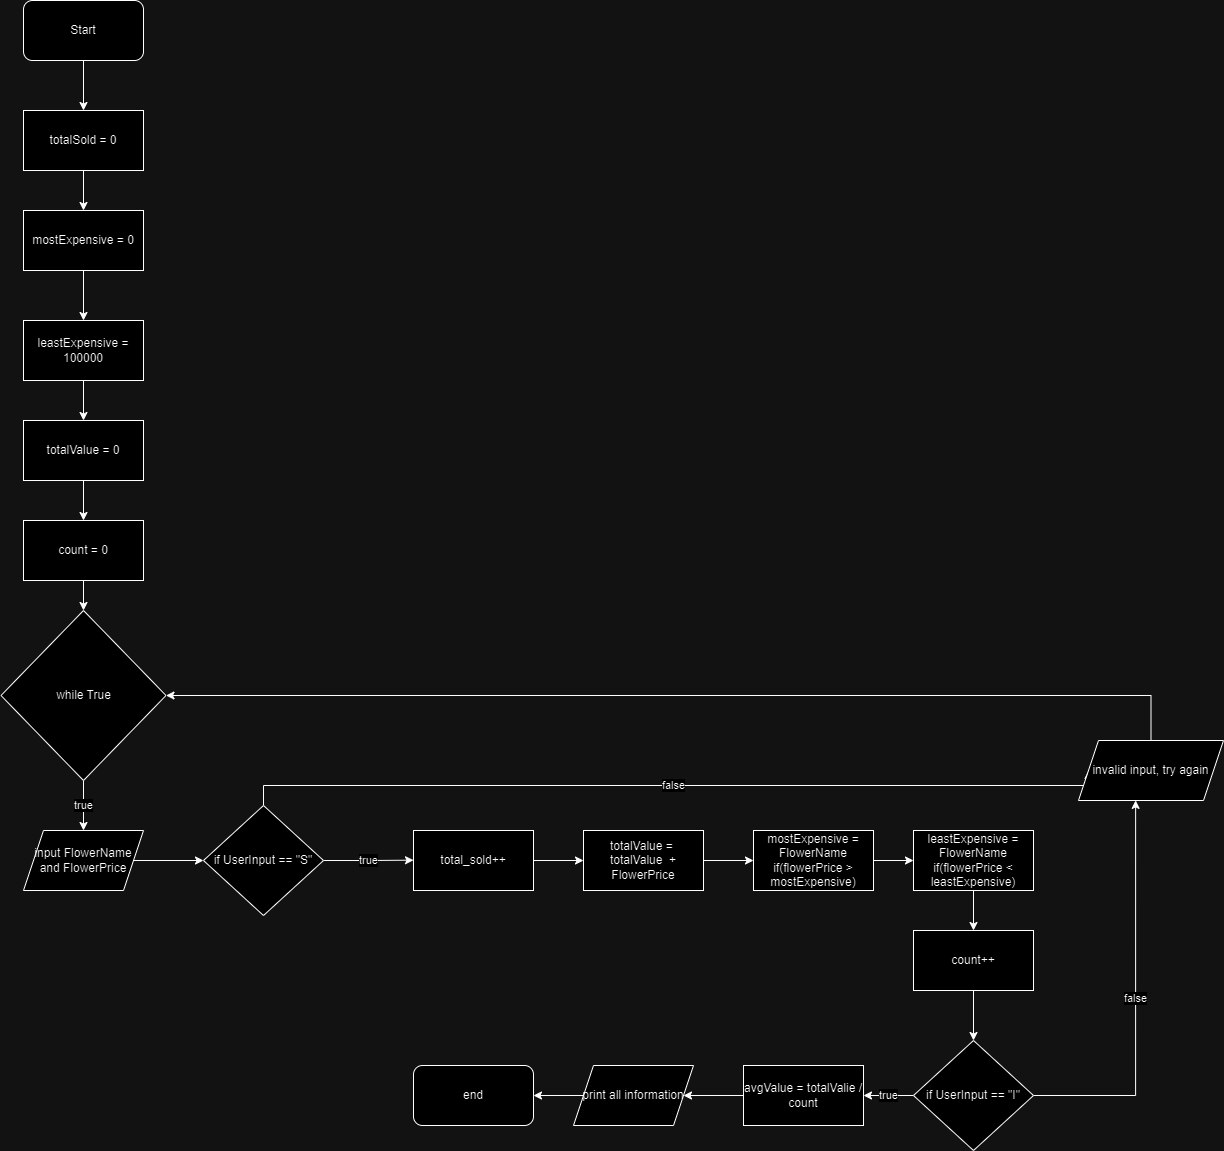 Start
totalSold = 0
mostExpensive = 0
leastExpensive =
100000
totalValue = 0
count = 0
while True
true
input FlowerName
and FlowerPrice
if UserInput == "S"
false
true
total_sold++
totalValue =
totalValue +
FlowerPrice
mostExpensive =
FlowerName
if(flowerPrice >
mostExpensive)
leastExpensive =
FlowerName
if(flowerPrice <
leastExpensive)
invalid input, try again
count++
false
if UserInput == "I"
true
avgValue = totalValie /
count
print all information
end